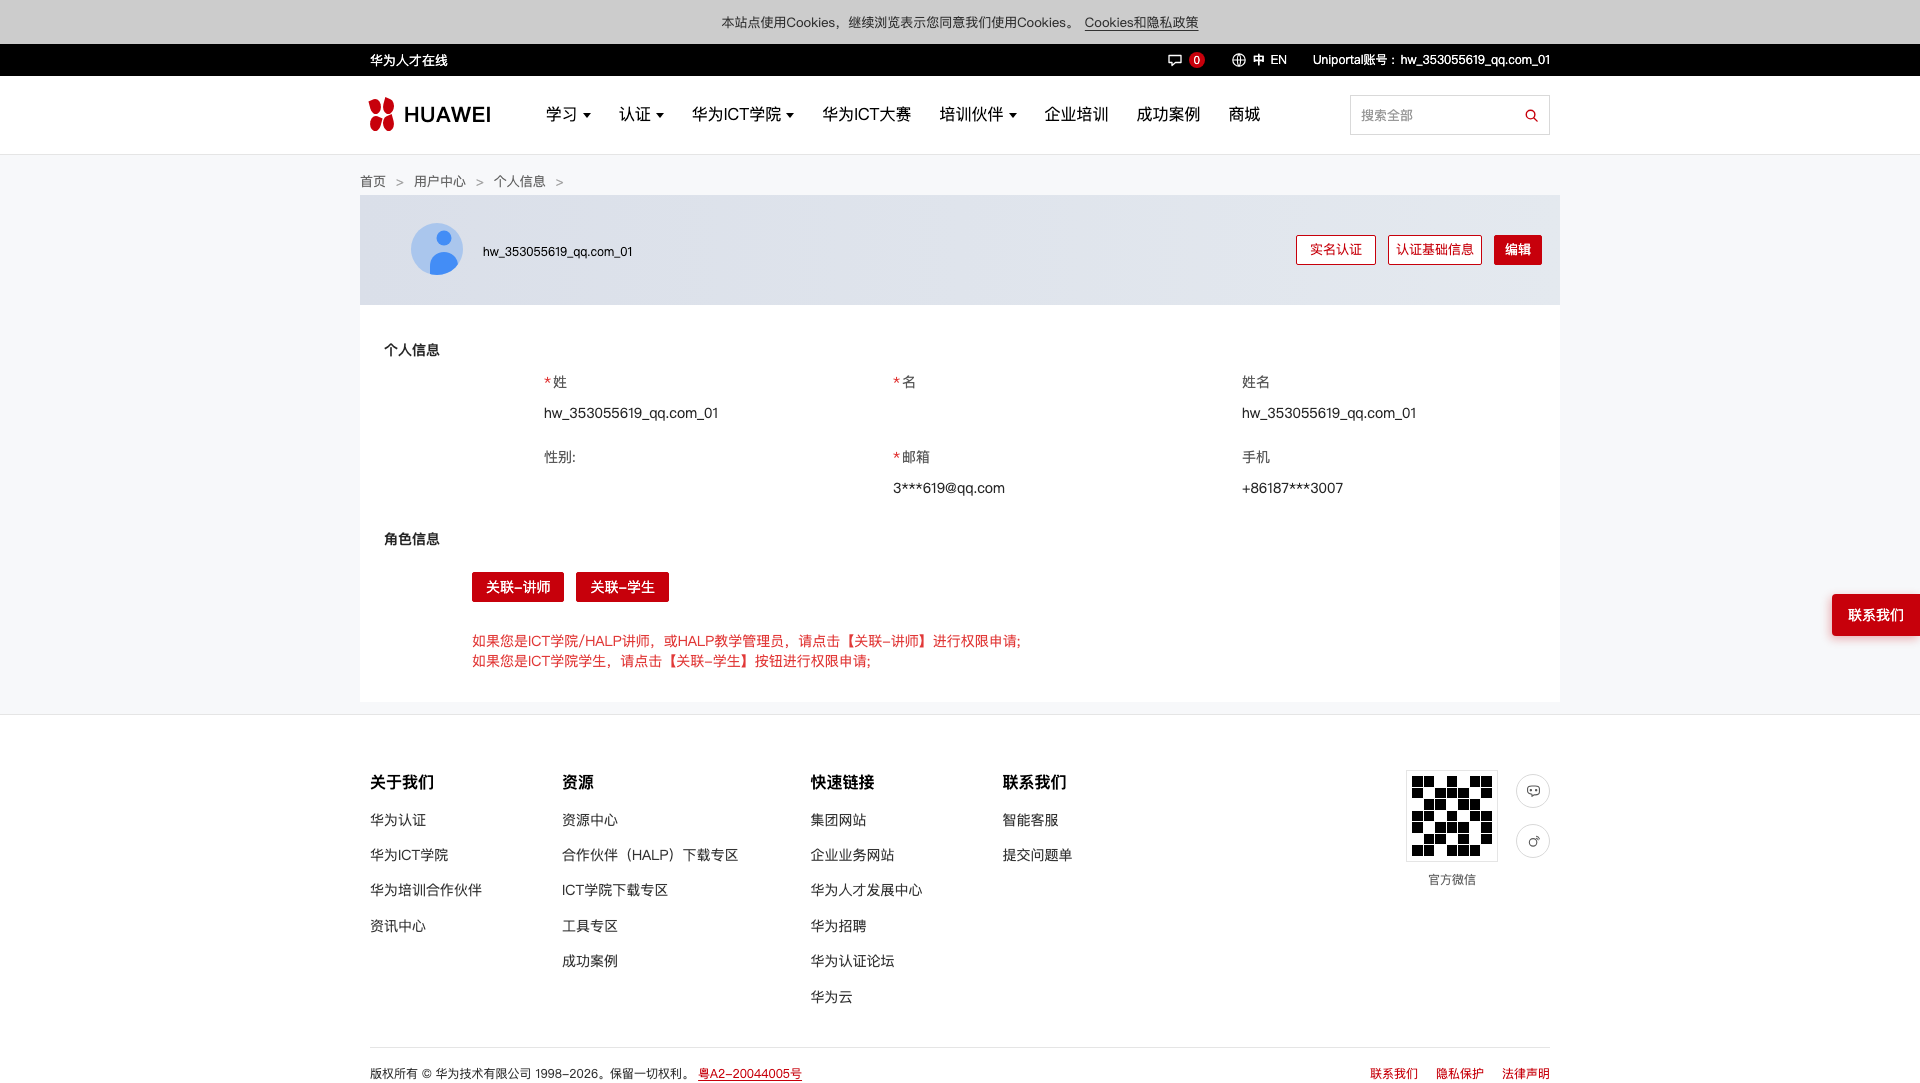 本站点使用Cookies，继续浏览表示您同意我们使用Cookies。 Cookies和隐私政策
华为人才在线 0 中 EN Uniportal账号： hw_353055619_qq.com_01
HUAWEI 学习 认证 华为ICT学院 华为ICT大赛 培训伙伴 企业培训 成功案例 商城 搜索全部
首页 > 用户中心 > 个人信息 >
hw_353055619_qq.com_01 实名认证 认证基础信息 编辑
个人信息
*姓 *名 姓名
hw_353055619_qq.com_01 hw_353055619_qq.com_01
性别: *邮箱 手机
3***619@qq.com +86187***3007
角色信息
关联-讲师 关联-学生
联系我们
如果您是ICT学院/HALP讲师，或HALP教学管理员，请点击【关联-讲师】进行权限申请;
如果您是ICT学院学生，请点击【关联-学生】按钮进行权限申请;
关于我们 资源 快速链接 联系我们
华为认证 资源中心 集团网站 智能客服
华为ICT学院 合作伙伴（HALP）下载专区 企业业务网站 提交问题单
官方微信
华为培训合作伙伴 ICT学院下载专区 华为人才发展中心
资讯中心 工具专区 华为招聘
成功案例 华为认证论坛
华为云
版权所有 © 华为技术有限公司 1998-2026。保留一切权利。 粤A2-20044005号 联系我们 隐私保护 法律声明